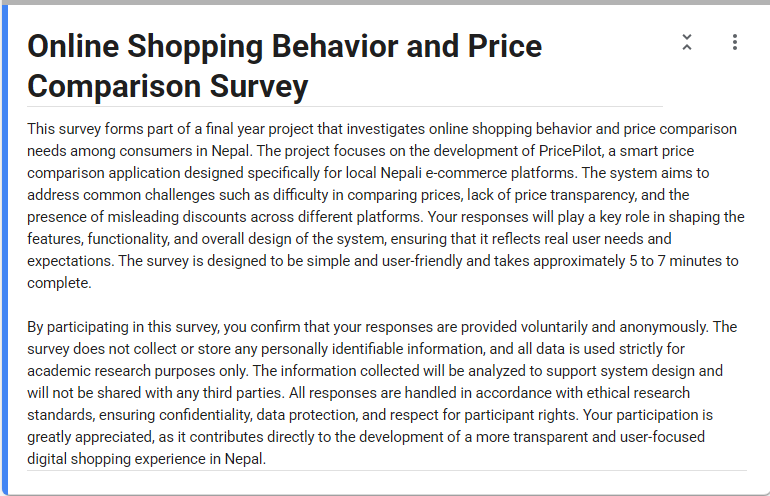 Online Shopping Behavior and Price
Comparison Survey
This survey forms part of a final year project that investigates online shopping behavior and price comparison
needs among consumers in Nepal. The project focuses on the development of PricePilot, a smart price
comparison application designed specifically for local Nepali e-commerce platforms. The system aims to
address common challenges such as difficulty in comparing prices, lack of price transparency, and the
presence of misleading discounts across different platforms. Your responses will play a key role in shaping the
features, functionality, and overall design of the system, ensuring that it reflects real user needs and
expectations. The survey is designed to be simple and user-friendly and takes approximately 5 to 7 minutes to
complete.
By participating in this survey, you confirm that your responses are provided voluntarily and anonymously. The
survey does not collect or store any personally identifiable information, and all data is used strictly for
academic research purposes only. The information collected will be analyzed to support system design and
will not be shared with any third parties. All responses are handled in accordance with ethical research
standards, ensuring confidentiality, data protection, and respect for participant rights. Your participation is
greatly appreciated, as it contributes directly to the development of a more transparent and user-focused
digital shopping experience in Nepal.